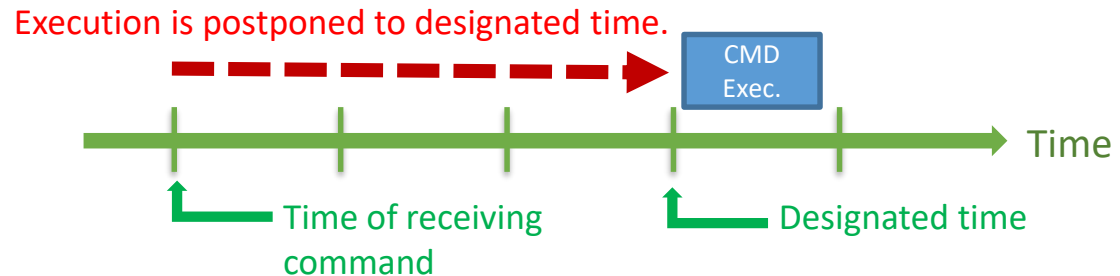 Execution is postponed to designated time.
CMD
Exec.
Time
Time of receiving
command
Designated time